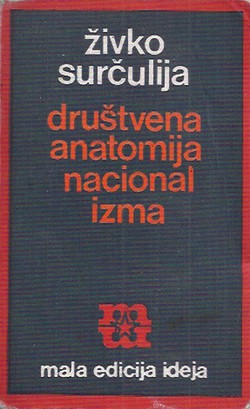 živko
surčulija
društvena
anatomija
nacional
izma
mala edicija ideja